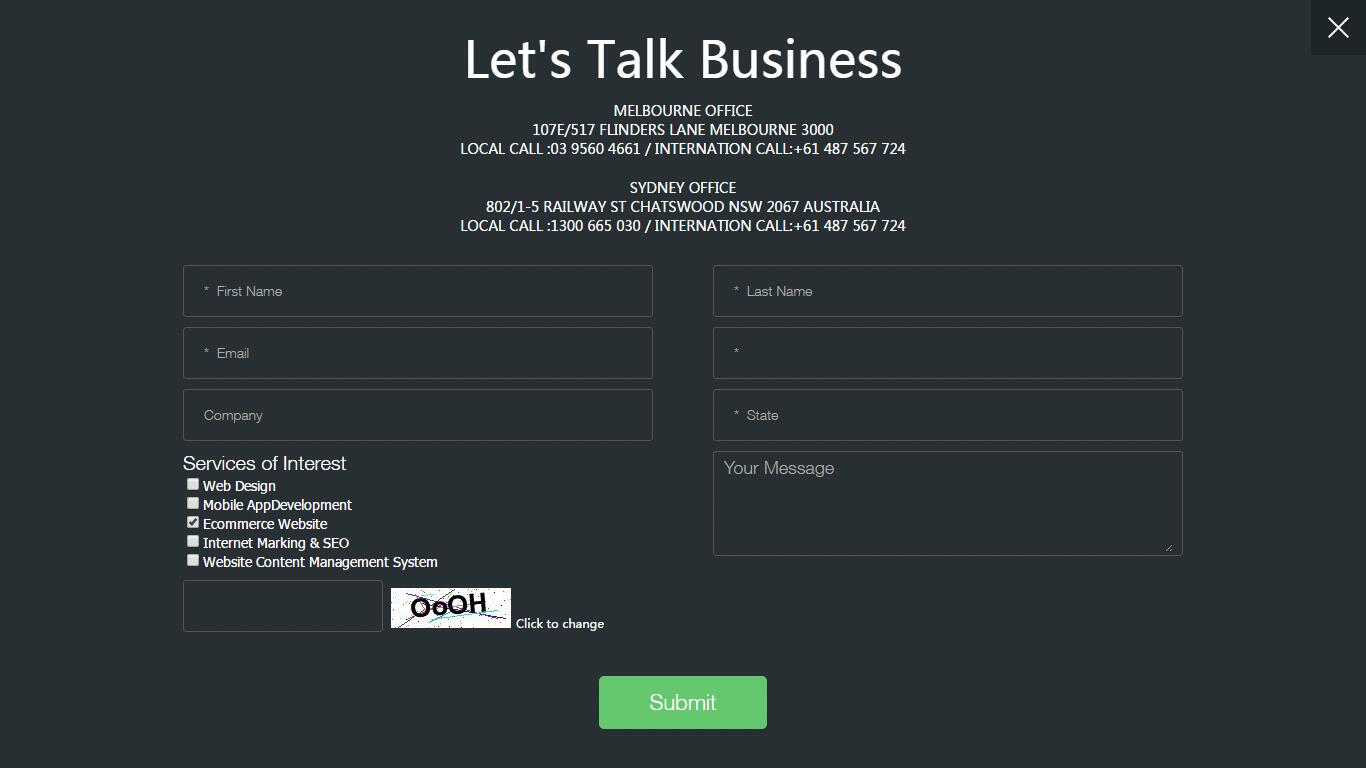 Let's Talk Business
MELBOURNE OFFICE
107E/517 FLINDERS LANE MELBOURNE 3000
LOCAL CALL :03 9560 4661 / INTERNATION CALL:+61 487 567 724
SYDNEY OFFICE
802/1-5 RAILWAY ST CHATSWOOD NSW 2067 AUSTRALIA
LOCAL CALL :1300 665 030 / INTERNATION CALL:+61 487 567 724
* First Name
* Last Name
* Email
*
Company
* State
Services of Interest
Web Design
Mobile AppDevelopment
Ecommerce Website
Internet Marking & SEO
Website Content Management System
Your Message
OoOH
Click to change
Submit